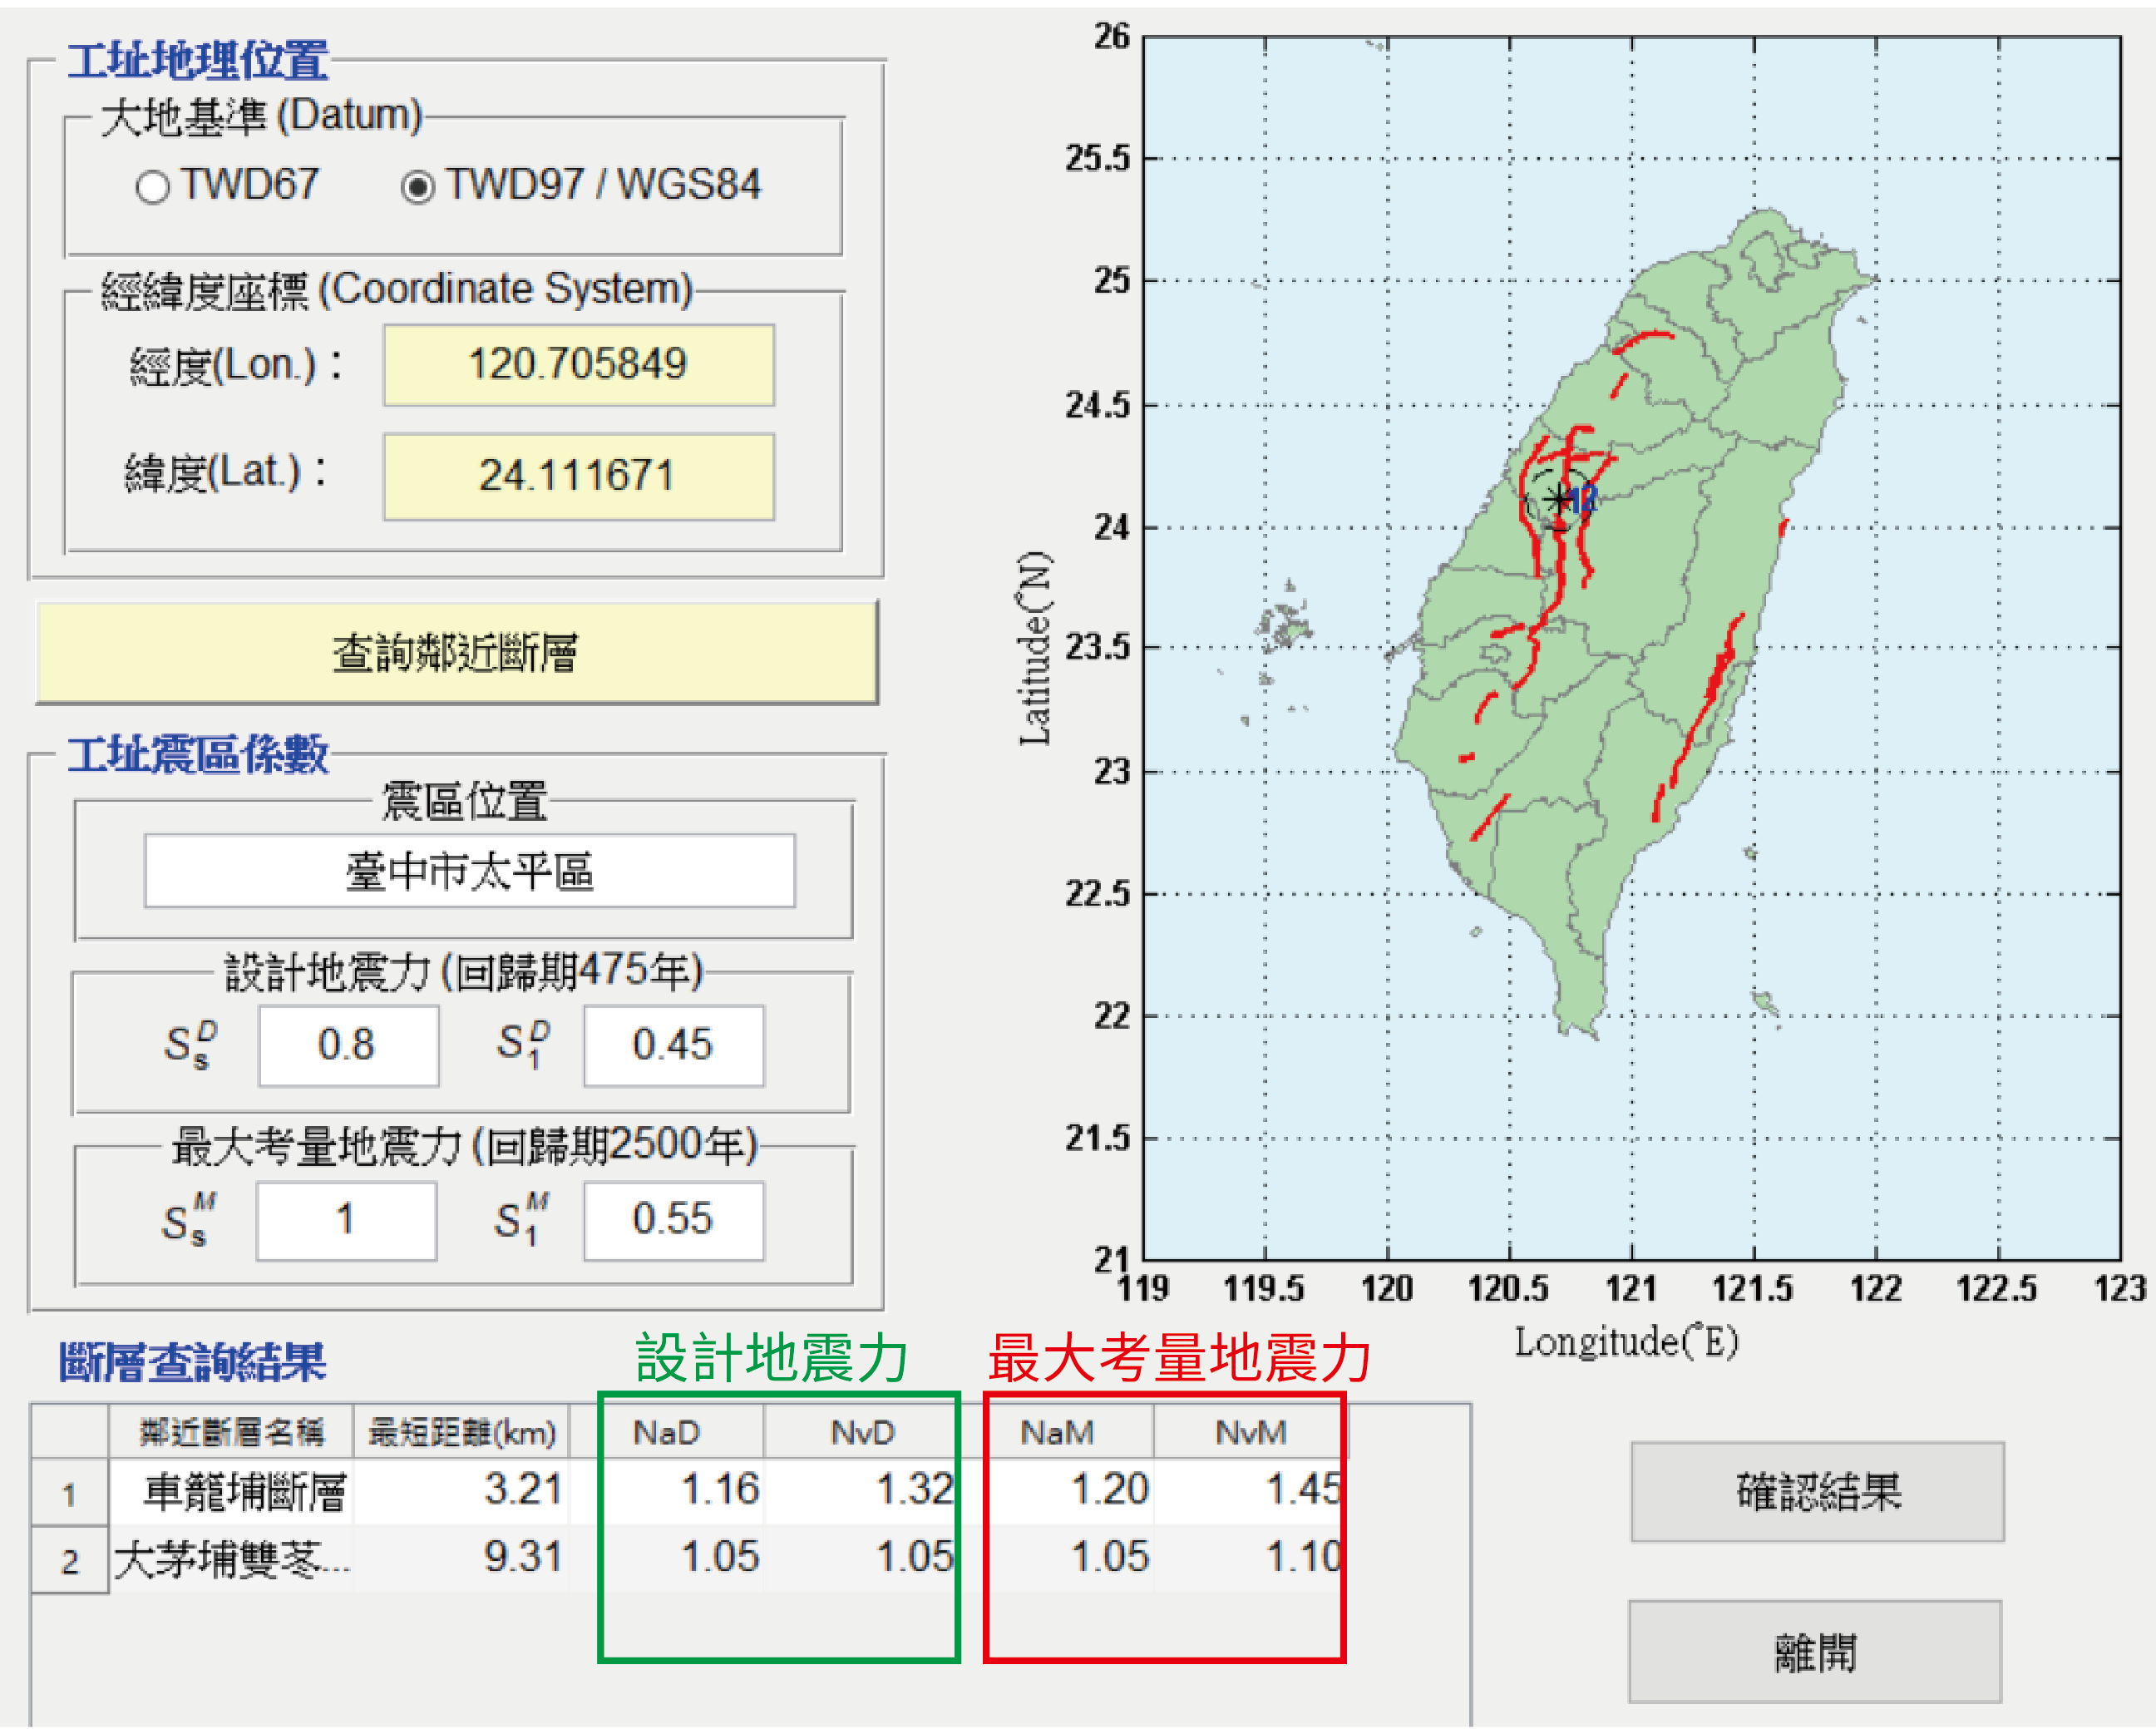 工址地理位置
大地基準 (Datum)
TWD67
TWD97 / WGS84
經緯度座標 (Coordinate System)
經度(Lon.)：
120.705849
緯度(Lat.)：
24.111671
查詢鄰近斷層
工址震區係數
震區位置
臺中市太平區
設計地震力 (回歸期475年)
S_s^D 0.8 S_1^D 0.45
最大考量地震力 (回歸期2500年)
S_s^M 1 S_1^M 0.55
26
25.5
25
24.5
24
23.5
23
22.5
22
21.5
21
119 119.5 120 120.5 121 121.5 122 122.5 123
Latitude(°N)
Longitude(°E)
12
斷層查詢結果
設計地震力
最大考量地震力
鄰近斷層名稱 最短距離(km) NaD NvD NaM NvM
1 車籠埔斷層 3.21 1.16 1.32 1.20 1.45
2 大茅埔雙苳... 9.31 1.05 1.05 1.05 1.10
確認結果
離開